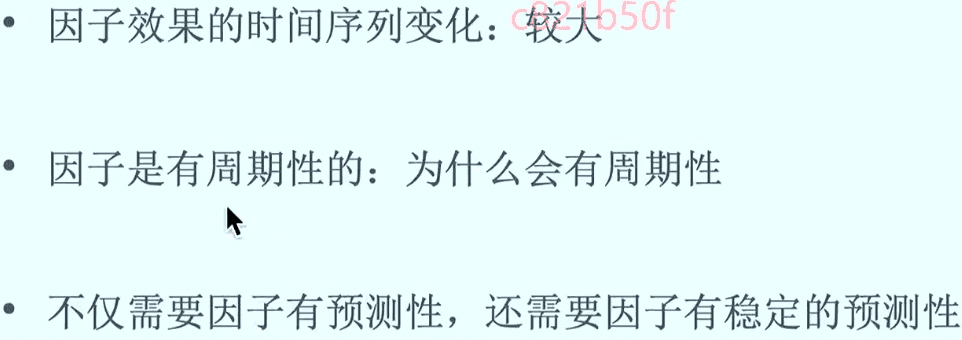 • 因子效果的时间序列变化：较大
c821b50f
• 因子是有周期性的：为什么会有周期性
• 不仅需要因子有预测性，还需要因子有稳定的预测性